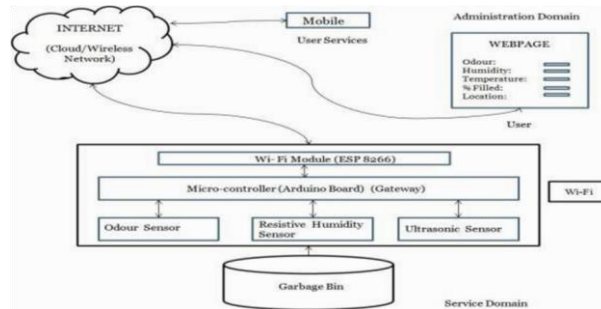 INTERNET
(Cloud/Wireless
Network)
Mobile
User Services
Administration Domain
WEBPAGE
Odour:
Humidity:
Temperature:
% Filled:
Location:
User
Wi- Fi Module (ESP 8266)
Micro-controller (Arduino Board) (Gateway)
Odour Sensor
Resistive Humidity
Sensor
Ultrasonic Sensor
Wi-Fi
Garbage Bin
Service Domain